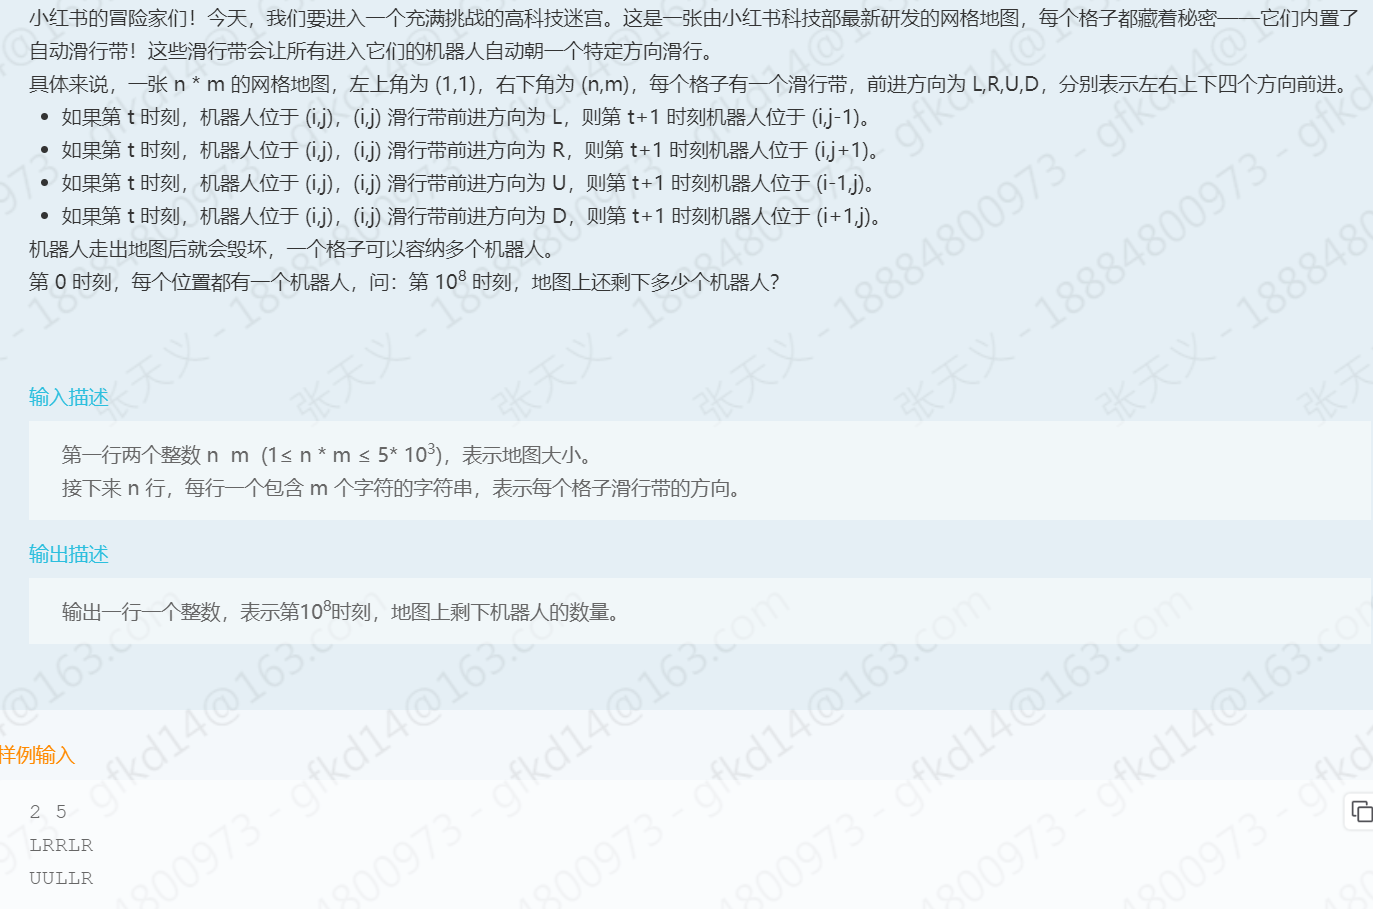 小红书的冒险家们！今天，我们要进入一个充满挑战的高科技迷宫。这是一张由小红书科技部最新研发的网格地图，每个格子都藏着秘密——它们内置了
自动滑行带！这些滑行带会让所有进入它们的机器人自动朝一个特定方向滑行。
具体来说，一张 n * m 的网格地图，左上角为 (1,1)，右下角为 (n,m)，每个格子有一个滑行带，前进方向为 L,R,U,D，分别表示左右上下四个方向前进。
• 如果第 t 时刻，机器人位于 (i,j)，(i,j) 滑行带前进方向为 L，则第 t+1 时刻机器人位于 (i,j-1)。
• 如果第 t 时刻，机器人位于 (i,j)，(i,j) 滑行带前进方向为 R，则第 t+1 时刻机器人位于 (i,j+1)。
• 如果第 t 时刻，机器人位于 (i,j)，(i,j) 滑行带前进方向为 U，则第 t+1 时刻机器人位于 (i-1,j)。
• 如果第 t 时刻，机器人位于 (i,j)，(i,j) 滑行带前进方向为 D，则第 t+1 时刻机器人位于 (i+1,j)。
机器人走出地图后就会毁坏，一个格子可以容纳多个机器人。
第 0 时刻，每个位置都有一个机器人，问：第 10⁸ 时刻，地图上还剩下多少个机器人？
输入描述
第一行两个整数 n m (1≤ n * m ≤ 5* 10³)，表示地图大小。
接下来 n 行，每行一个包含 m 个字符的字符串，表示每个格子滑行带的方向。
输出描述
输出一行一个整数，表示第10⁸时刻，地图上剩下机器人的数量。
样例输入
2 5
LRRLR
UULLR
张天义 - 18884800973 - gfkd14@163.com